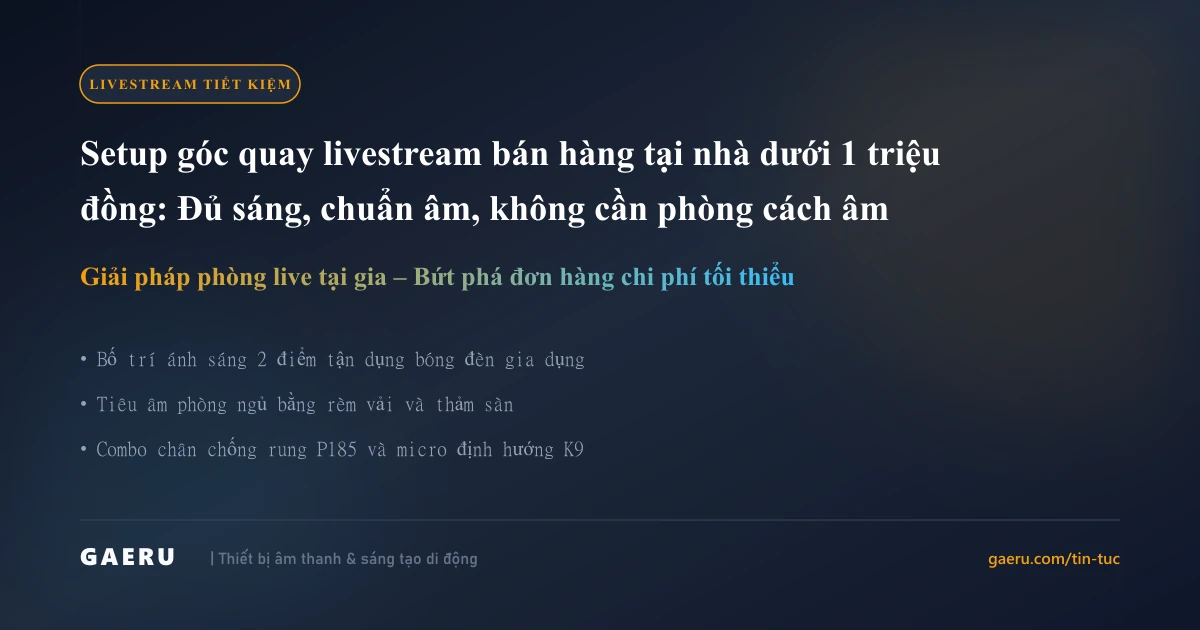 LIVESTREAM TIẾT KIỆM
Setup góc quay livestream bán hàng tại nhà dưới 1 triệu
đồng: Đủ sáng, chuẩn âm, không cần phòng cách âm
Giải pháp phòng live tại gia – Bứt phá đơn hàng chi phí tối thiểu
• Bố trí ánh sáng 2 điểm tận dụng bóng đèn gia dụng
• Tiêu âm phòng ngủ bằng rèm vải và thảm sàn
• Combo chân chống rung P185 và micro định hướng K9
GAERU | Thiết bị âm thanh & sáng tạo di động gaeru.com/tin-tuc